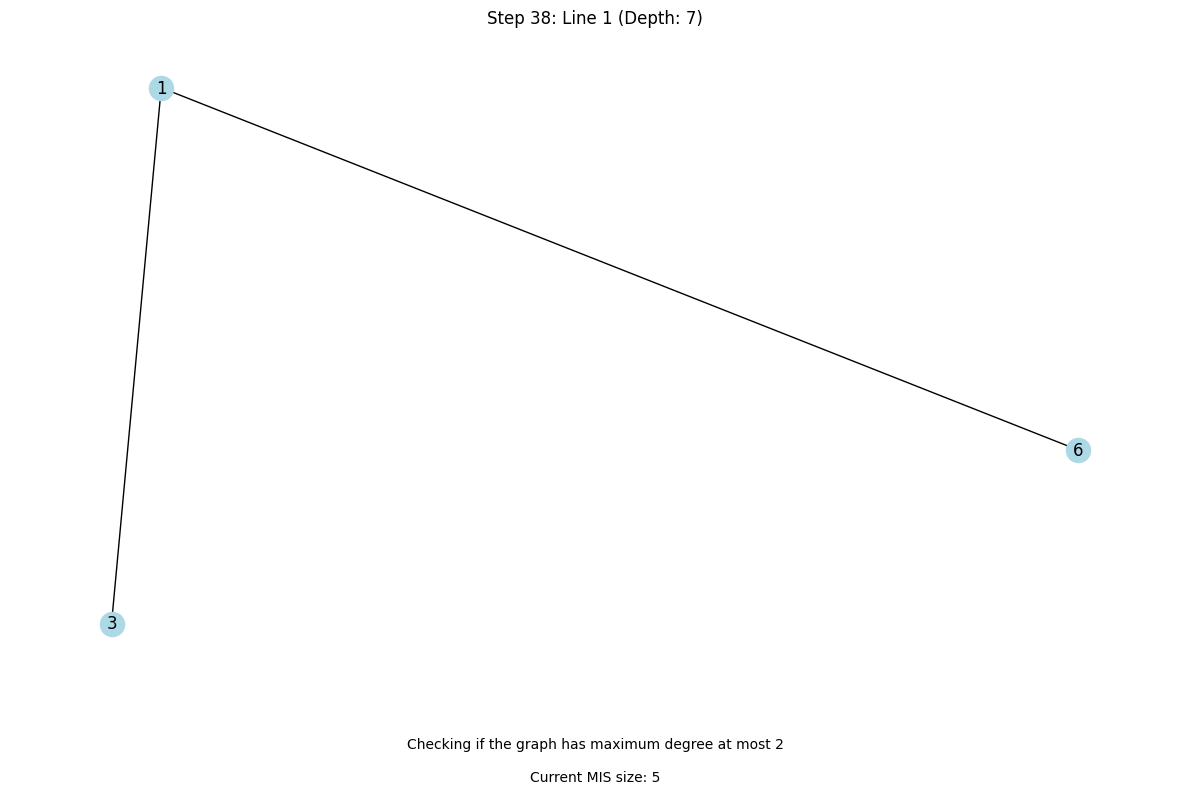 Step 38: Line 1 (Depth: 7)
1
6
3
Checking if the graph has maximum degree at most 2
Current MIS size: 5